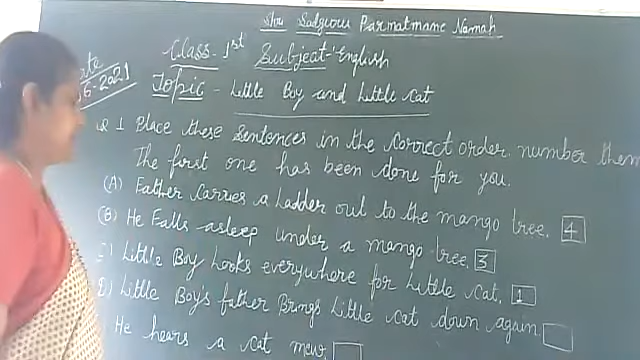 Shri Sadguru Parmatmane Namah
Class - 1st Subject - English
6-2021
Topic - Little Boy and Little Cat
Q 1 Place these sentences in the correct order. number them
The first one has been done for you.
(A) Father carries a ladder out to the mango tree. 4
(B) He Falls asleep under a mango tree. 3
C) Little Boy looks everywhere for Little Cat. 1
D) Little Boy's father Brings Little cat down again
He hears a cat mew